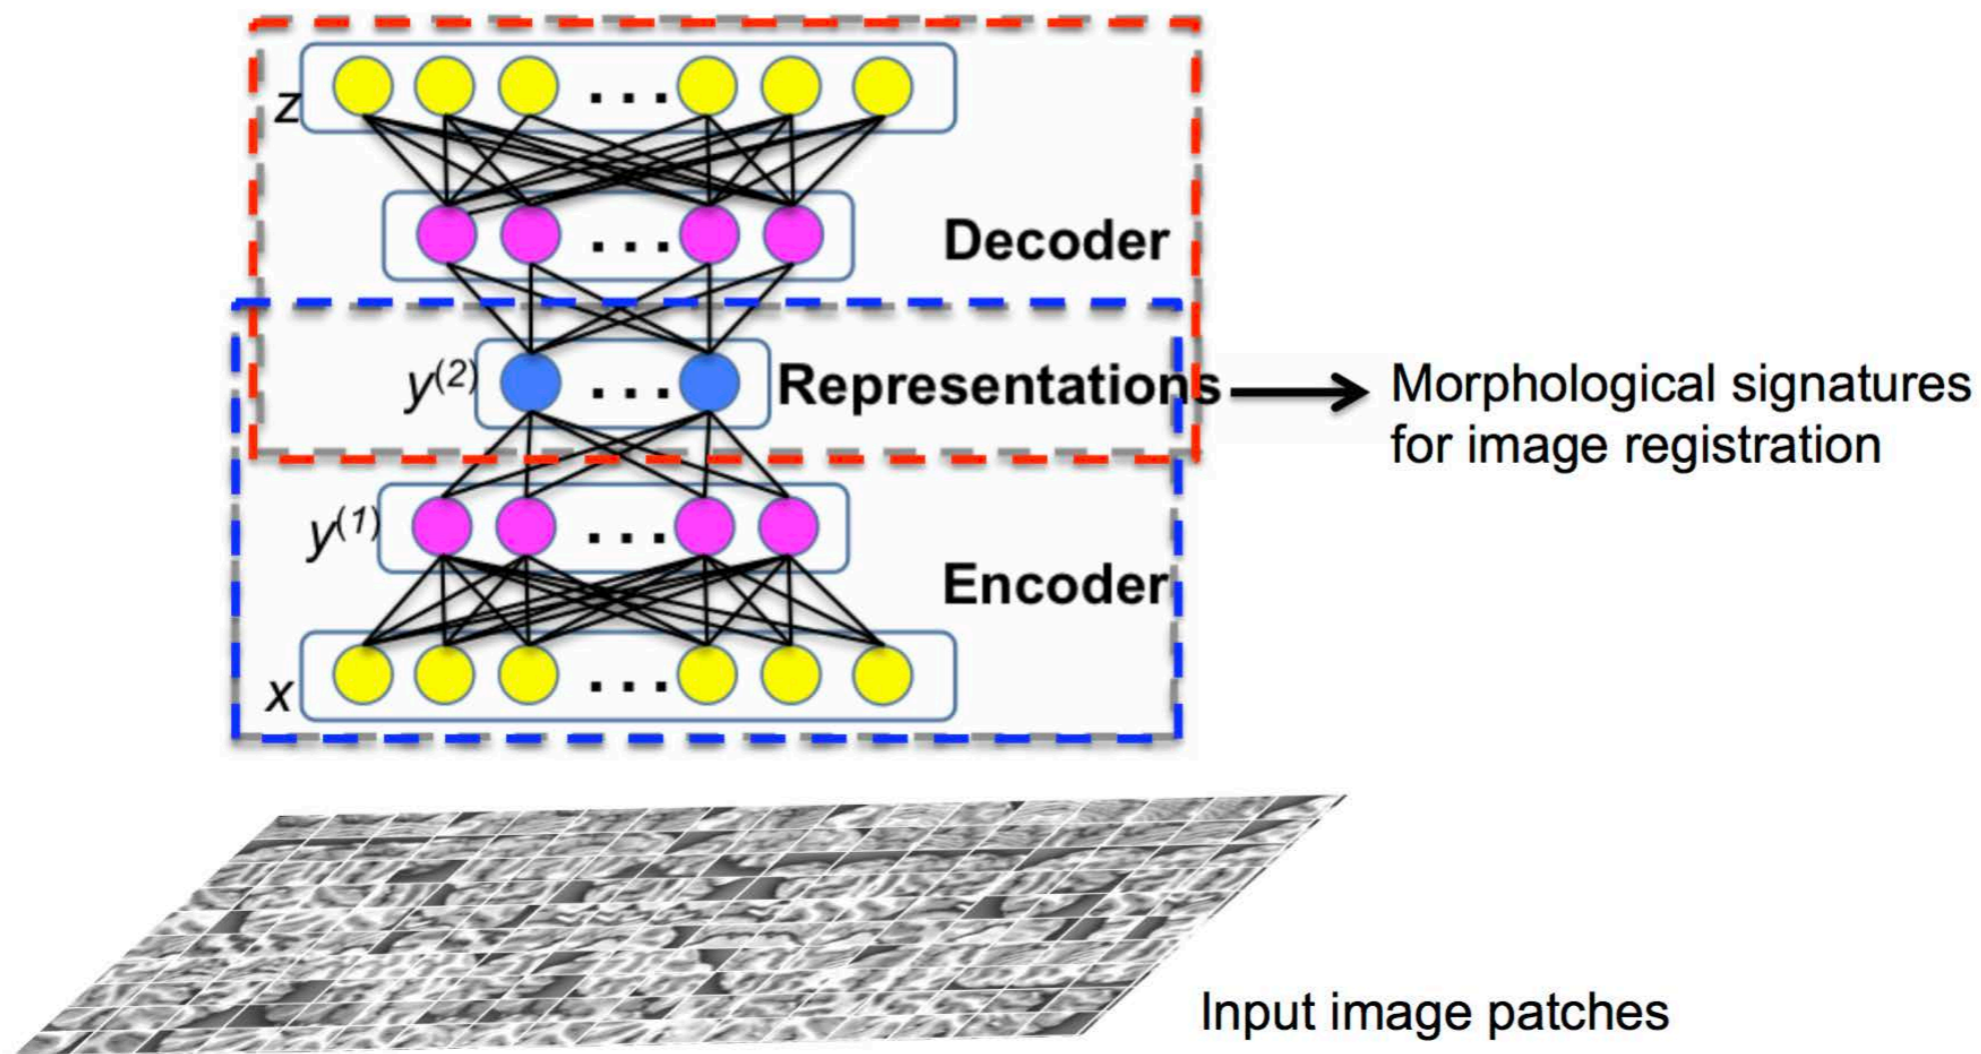 z
Decoder
y(2)
Representations
Morphological signatures
for image registration
y(1)
Encoder
x
Input image patches